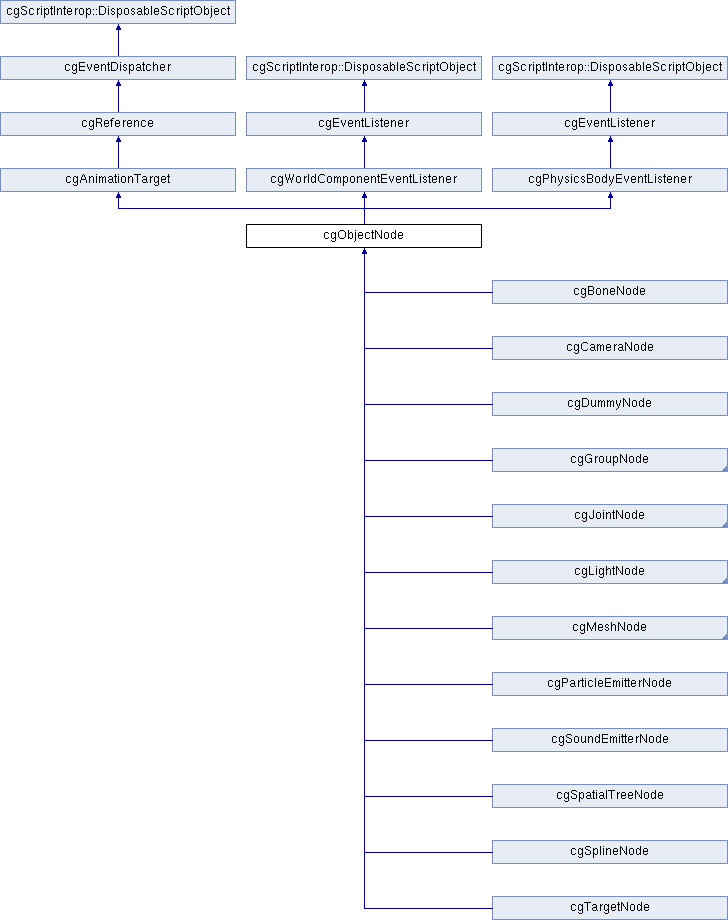 cgScriptInterop::DisposableScriptObject
cgEventDispatcher cgScriptInterop::DisposableScriptObject cgScriptInterop::DisposableScriptObject
cgReference cgEventListener cgEventListener
cgAnimationTarget cgWorldComponentEventListener cgPhysicsBodyEventListener
cgObjectNode
cgBoneNode
cgCameraNode
cgDummyNode
cgGroupNode
cgJointNode
cgLightNode
cgMeshNode
cgParticleEmitterNode
cgSoundEmitterNode
cgSpatialTreeNode
cgSplineNode
cgTargetNode